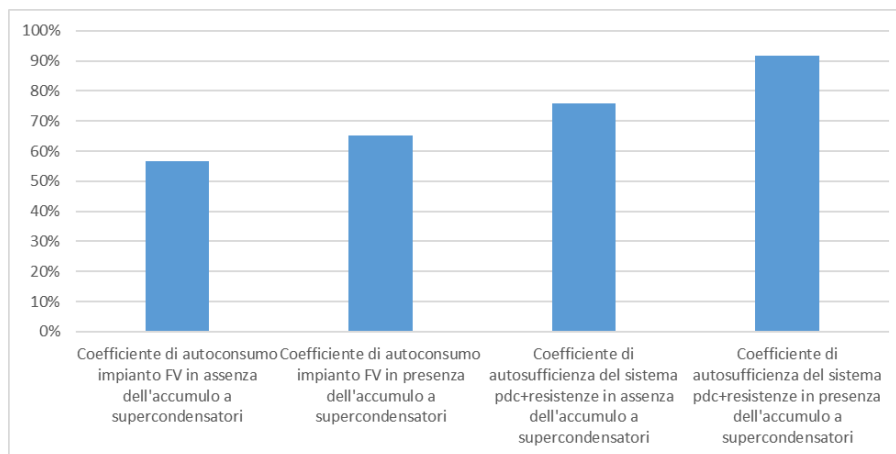 100%
90%
80%
70%
60%
50%
40%
30%
20%
10%
0%
Coefficiente di autoconsumo
impianto FV in assenza
dell'accumulo a
supercondensatori
Coefficiente di autoconsumo
impianto FV in presenza
dell'accumulo a
supercondensatori
Coefficiente di
autosufficienza del sistema
pdc+resistenze in assenza
dell'accumulo a
supercondensatori
Coefficiente di
autosufficienza del sistema
pdc+resistenze in presenza
dell'accumulo a
supercondensatori